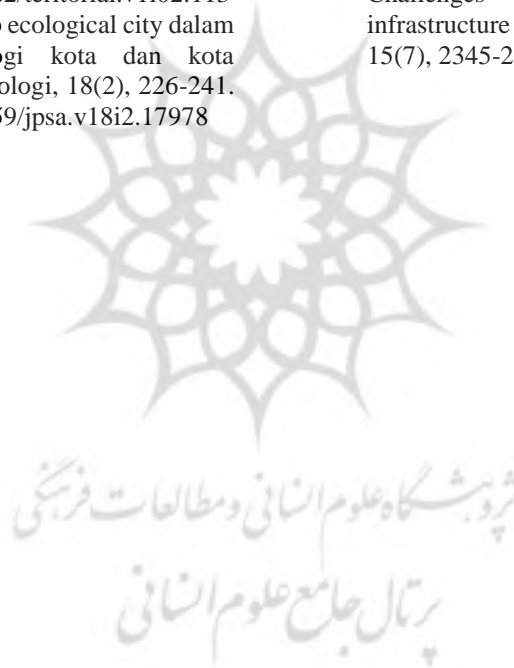 ecological city dalam
ogi kota dan kota
ologi, 18(2), 226-241.
59/jpsa.v18i2.17978
Challenges
infrastructure
15(7), 2345-2
پژوهشگاه علوم انسانی و مطالعات فرهنگی
پرتال جامع علوم انسانی